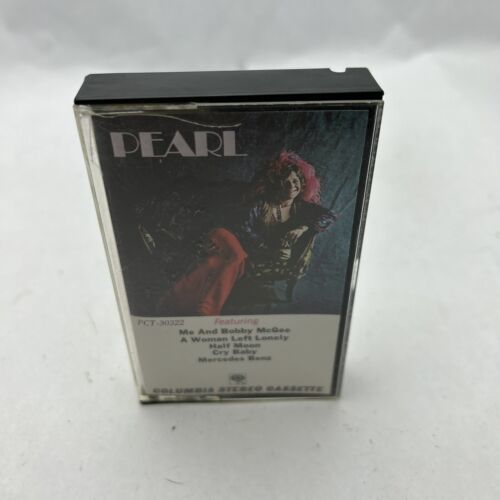 PEARL
PCT-30322 Featuring
Me And Bobby McGee
A Woman Left Lonely
Half Moon
Cry Baby
Mercedes Benz
COLUMBIA STEREO CASSETTE